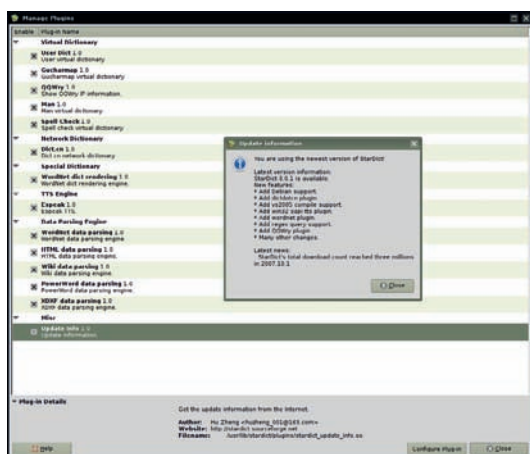 Manage Plugins
Enable Plug-in Name
Virtual Dictionary
User Dict 1.0
User virtual dictionary
Gucharmap 1.0
Gucharmap virtual dictionary
QQWry 1.0
Show QQWry IP information.
Man 1.0
Man virtual dictionary
Spell Check 1.0
Spell check virtual dictionary
Network Dictionary
Dict.cn 1.0
Dict.cn network dictionary
Special Dictionary
WordNet dict rendering 1.0
WordNet dict rendering engine.
TTS Engine
Espeak 1.0
Espeak TTS.
Data Parsing Engine
WordNet data parsing 1.0
WordNet data parsing engine.
HTML data parsing 1.0
HTML data parsing engine.
Wiki data parsing 1.0
Wiki data parsing engine.
PowerWord data parsing 1.0
PowerWord data parsing engine.
XDXF data parsing 1.0
XDXF data parsing engine.
Misc
Update info 1.0
Update information.
Update information
You are using the newest version of StarDict!
Latest version information:
StarDict 3.0.1 is available.
New features:
* Add Debian support.
* Add dictdotcn plugin.
* Add vs2005 compile support.
* Add win32 sapi tts plugin.
* Add wordnet plugin.
* Add regex query support.
* Add QQWry plugin.
* Many other changes.
Latest news:
StarDict's total download count reached three millions
in 2007.10.1
Close
Plug-in Details
Get the update information from the Internet.
Author: Hu Zheng <huzheng_001@163.com>
Website: http://stardict.sourceforge.net
Filename: /usr/lib/stardict/plugins/stardict_update_info.so
Help
Configure Plug-in
Close